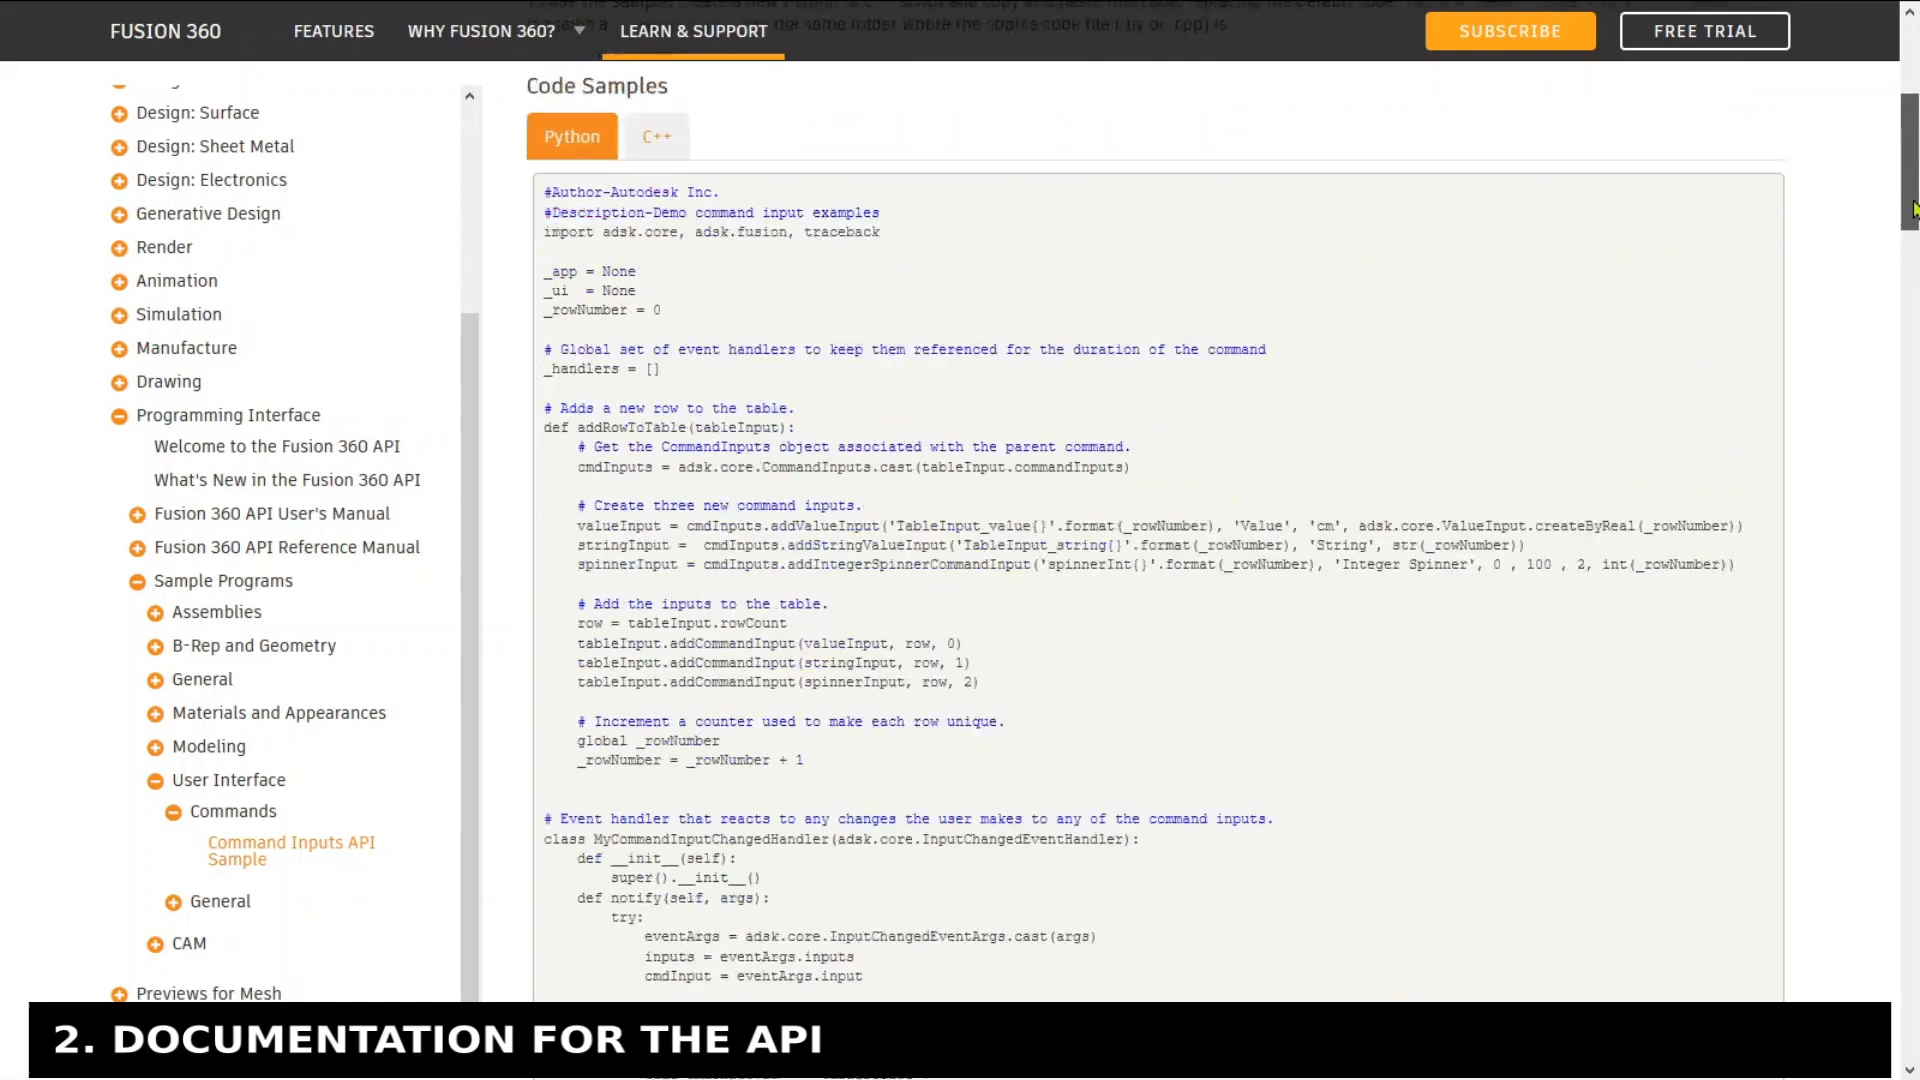 FUSION 360
FEATURES
WHY FUSION 360?
LEARN & SUPPORT
SUBSCRIBE
FREE TRIAL
Design: Surface
Design: Sheet Metal
Design: Electronics
Generative Design
Render
Animation
Simulation
Manufacture
Drawing
Programming Interface
Welcome to the Fusion 360 API
What's New in the Fusion 360 API
Fusion 360 API User's Manual
Fusion 360 API Reference Manual
Sample Programs
Assemblies
B-Rep and Geometry
General
Materials and Appearances
Modeling
User Interface
Commands
Command Inputs API
Sample
General
CAM
Previews for Mesh
Code Samples
Python
C++
#Author-Autodesk Inc.
#Description-Demo command input examples
import adsk.core, adsk.fusion, traceback
_app = None
_ui  = None
_rowNumber = 0
# Global set of event handlers to keep them referenced for the duration of the command
_handlers = []
# Adds a new row to the table.
def addRowToTable(tableInput):
# Get the CommandInputs object associated with the parent command.
cmdInputs = adsk.core.CommandInputs.cast(tableInput.commandInputs)
# Create three new command inputs.
valueInput = cmdInputs.addValueInput('TableInput_value{}'.format(_rowNumber), 'Value', 'cm', adsk.core.ValueInput.createByReal(_rowNumber))
stringInput =  cmdInputs.addStringValueInput('TableInput_string{}'.format(_rowNumber), 'String', str(_rowNumber))
spinnerInput = cmdInputs.addIntegerSpinnerCommandInput('spinnerInt{}'.format(_rowNumber), 'Integer Spinner', 0 , 100 , 2, int(_rowNumber))
# Add the inputs to the table.
row = tableInput.rowCount
tableInput.addCommandInput(valueInput, row, 0)
tableInput.addCommandInput(stringInput, row, 1)
tableInput.addCommandInput(spinnerInput, row, 2)
# Increment a counter used to make each row unique.
global _rowNumber
_rowNumber = _rowNumber + 1
# Event handler that reacts to any changes the user makes to any of the command inputs.
class MyCommandInputChangedHandler(adsk.core.InputChangedEventHandler):
def __init__(self):
super().__init__()
def notify(self, args):
try:
eventArgs = adsk.core.InputChangedEventArgs.cast(args)
inputs = eventArgs.inputs
cmdInput = eventArgs.input
2. DOCUMENTATION FOR THE API